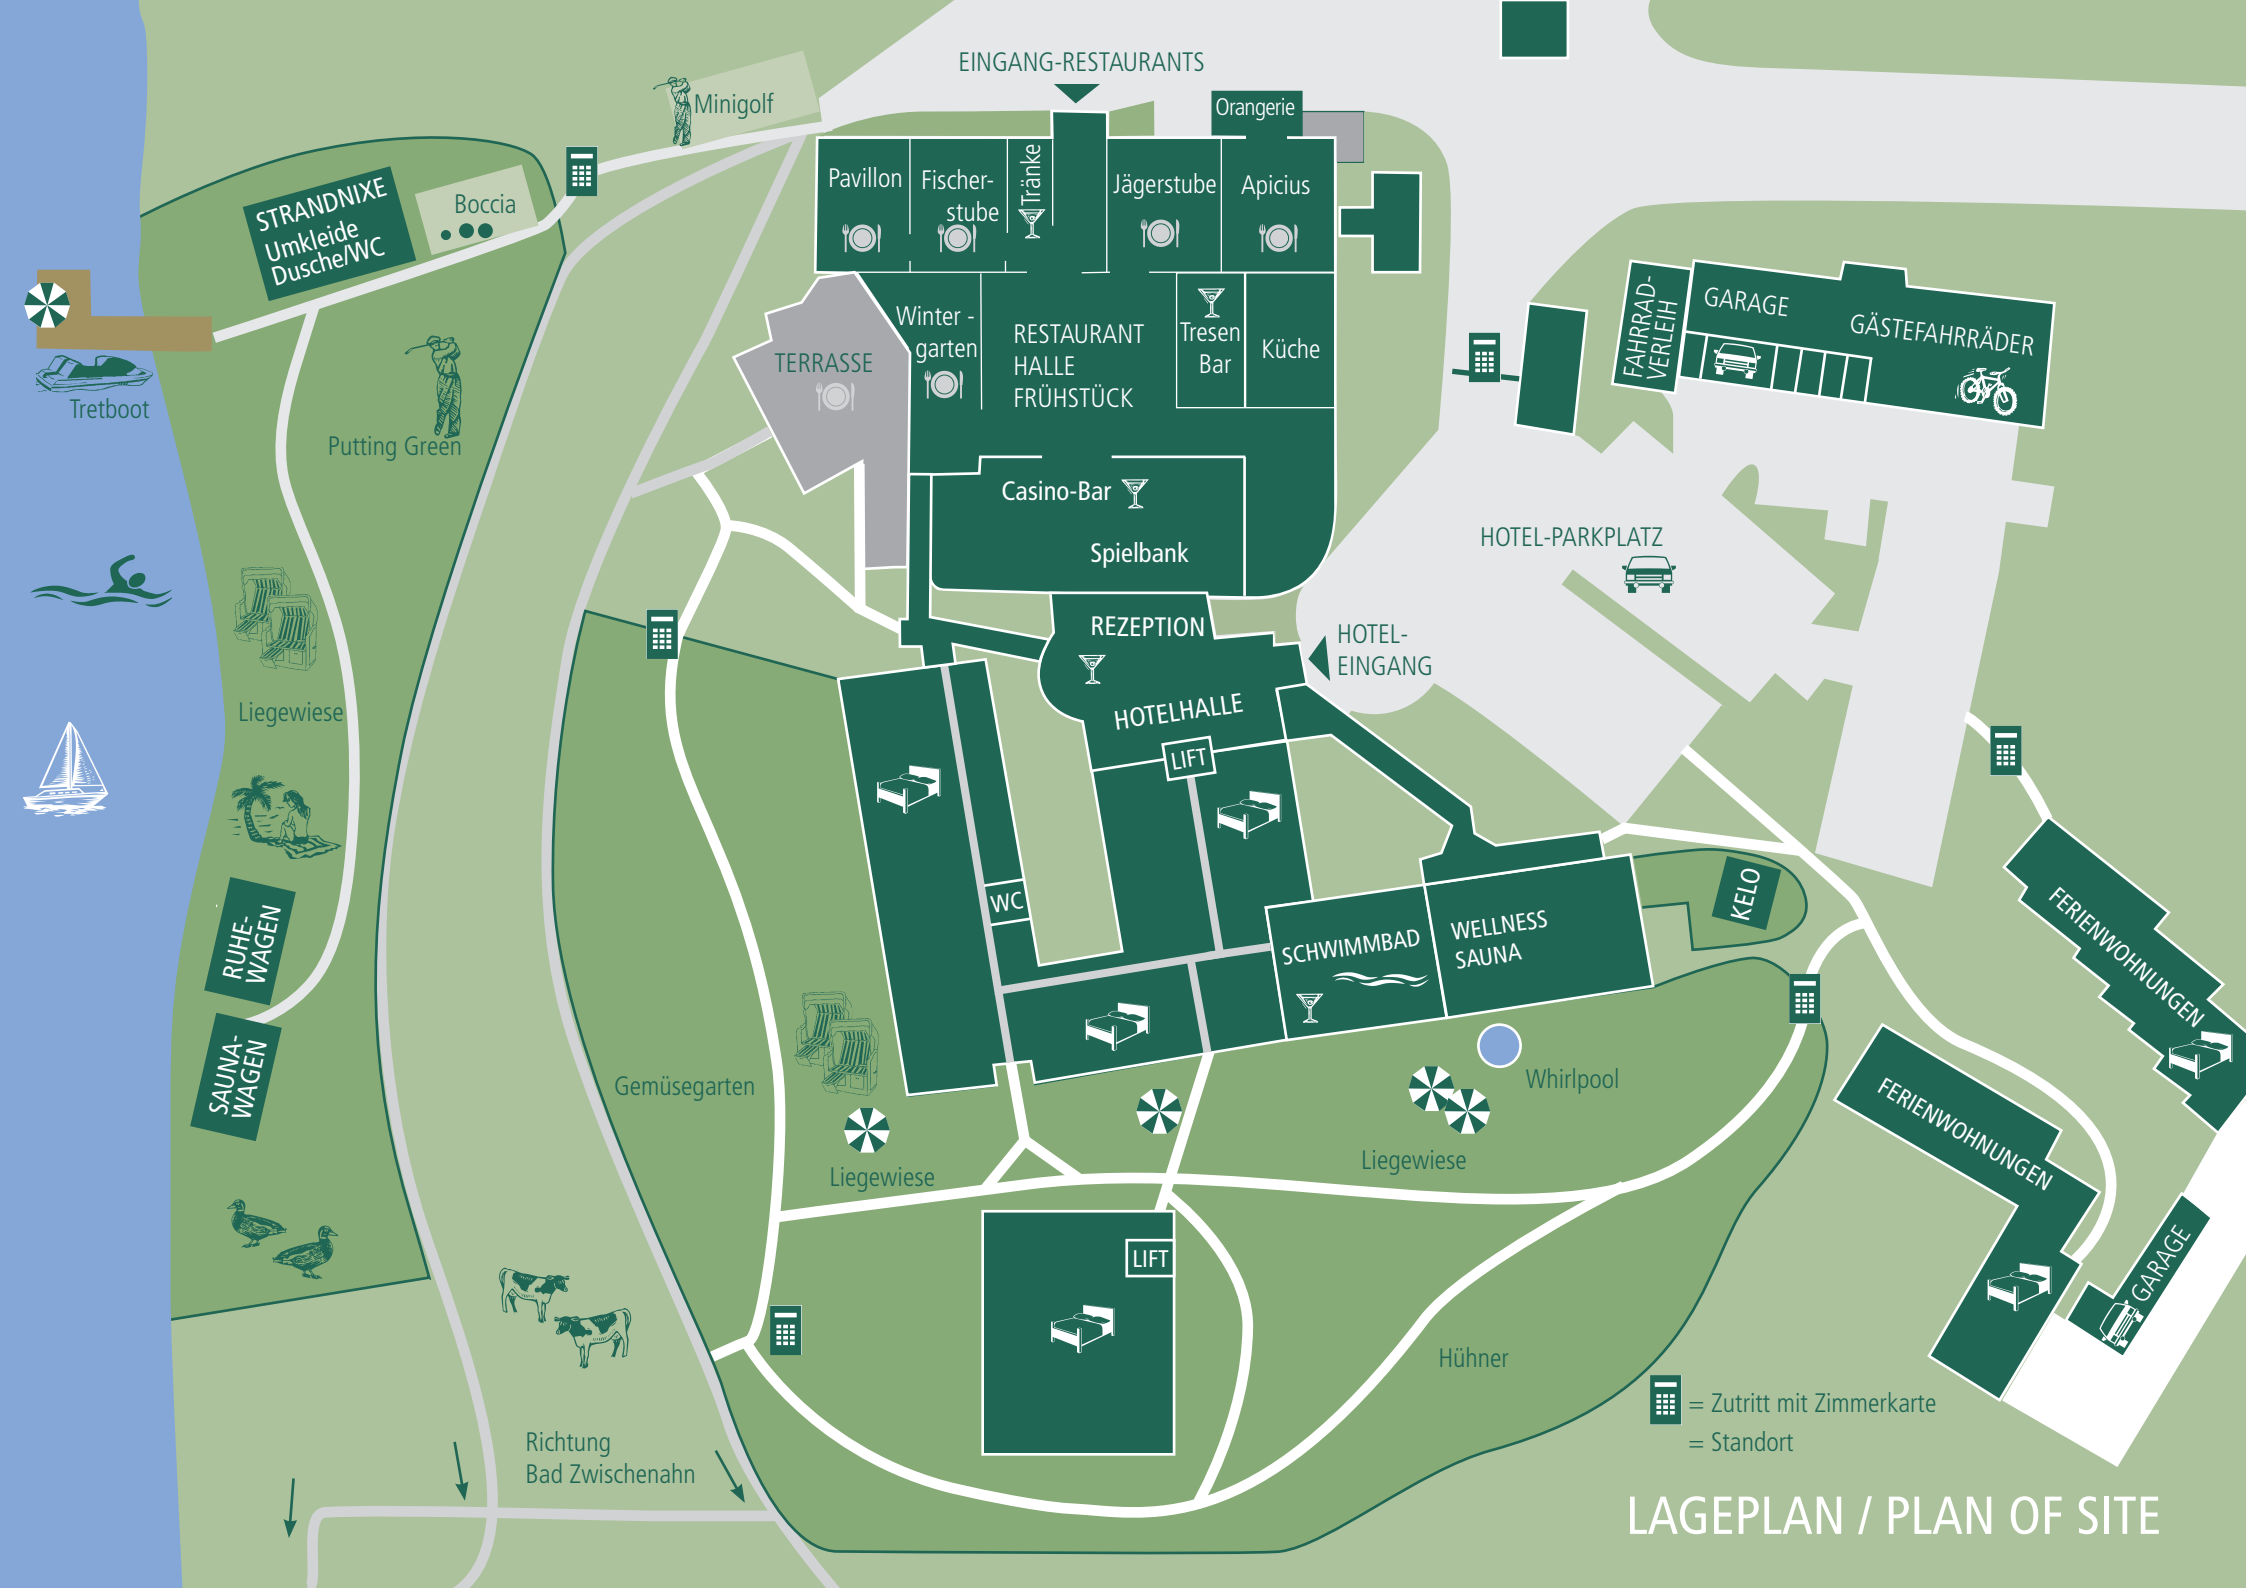 EINGANG-RESTAURANTS
Minigolf
Orangerie
STRANDNIXE
Umkleide
Dusche/WC
Boccia
Pavillon
Fischer-
stube
Tränke
Jägerstube
Apicius
Winter -
garten
RESTAURANT
HALLE
FRÜHSTÜCK
Tresen
Bar
Küche
TERRASSE
FAHRRAD-
VERLEIH
GARAGE
GÄSTEFAHRRÄDER
Tretboot
Putting Green
Casino-Bar
Spielbank
HOTEL-PARKPLATZ
REZEPTION
HOTEL-
EINGANG
HOTELHALLE
LIFT
Liegewiese
WC
SCHWIMMBAD
WELLNESS
SAUNA
KELO
FERIENWOHNUNGEN
RUHE-
WAGEN
SAUNA-
WAGEN
Gemüsegarten
Liegewiese
Whirlpool
Liegewiese
FERIENWOHNUNGEN
GARAGE
LIFT
Hühner
Richtung
Bad Zwischenahn
= Zutritt mit Zimmerkarte
= Standort
LAGEPLAN / PLAN OF SITE